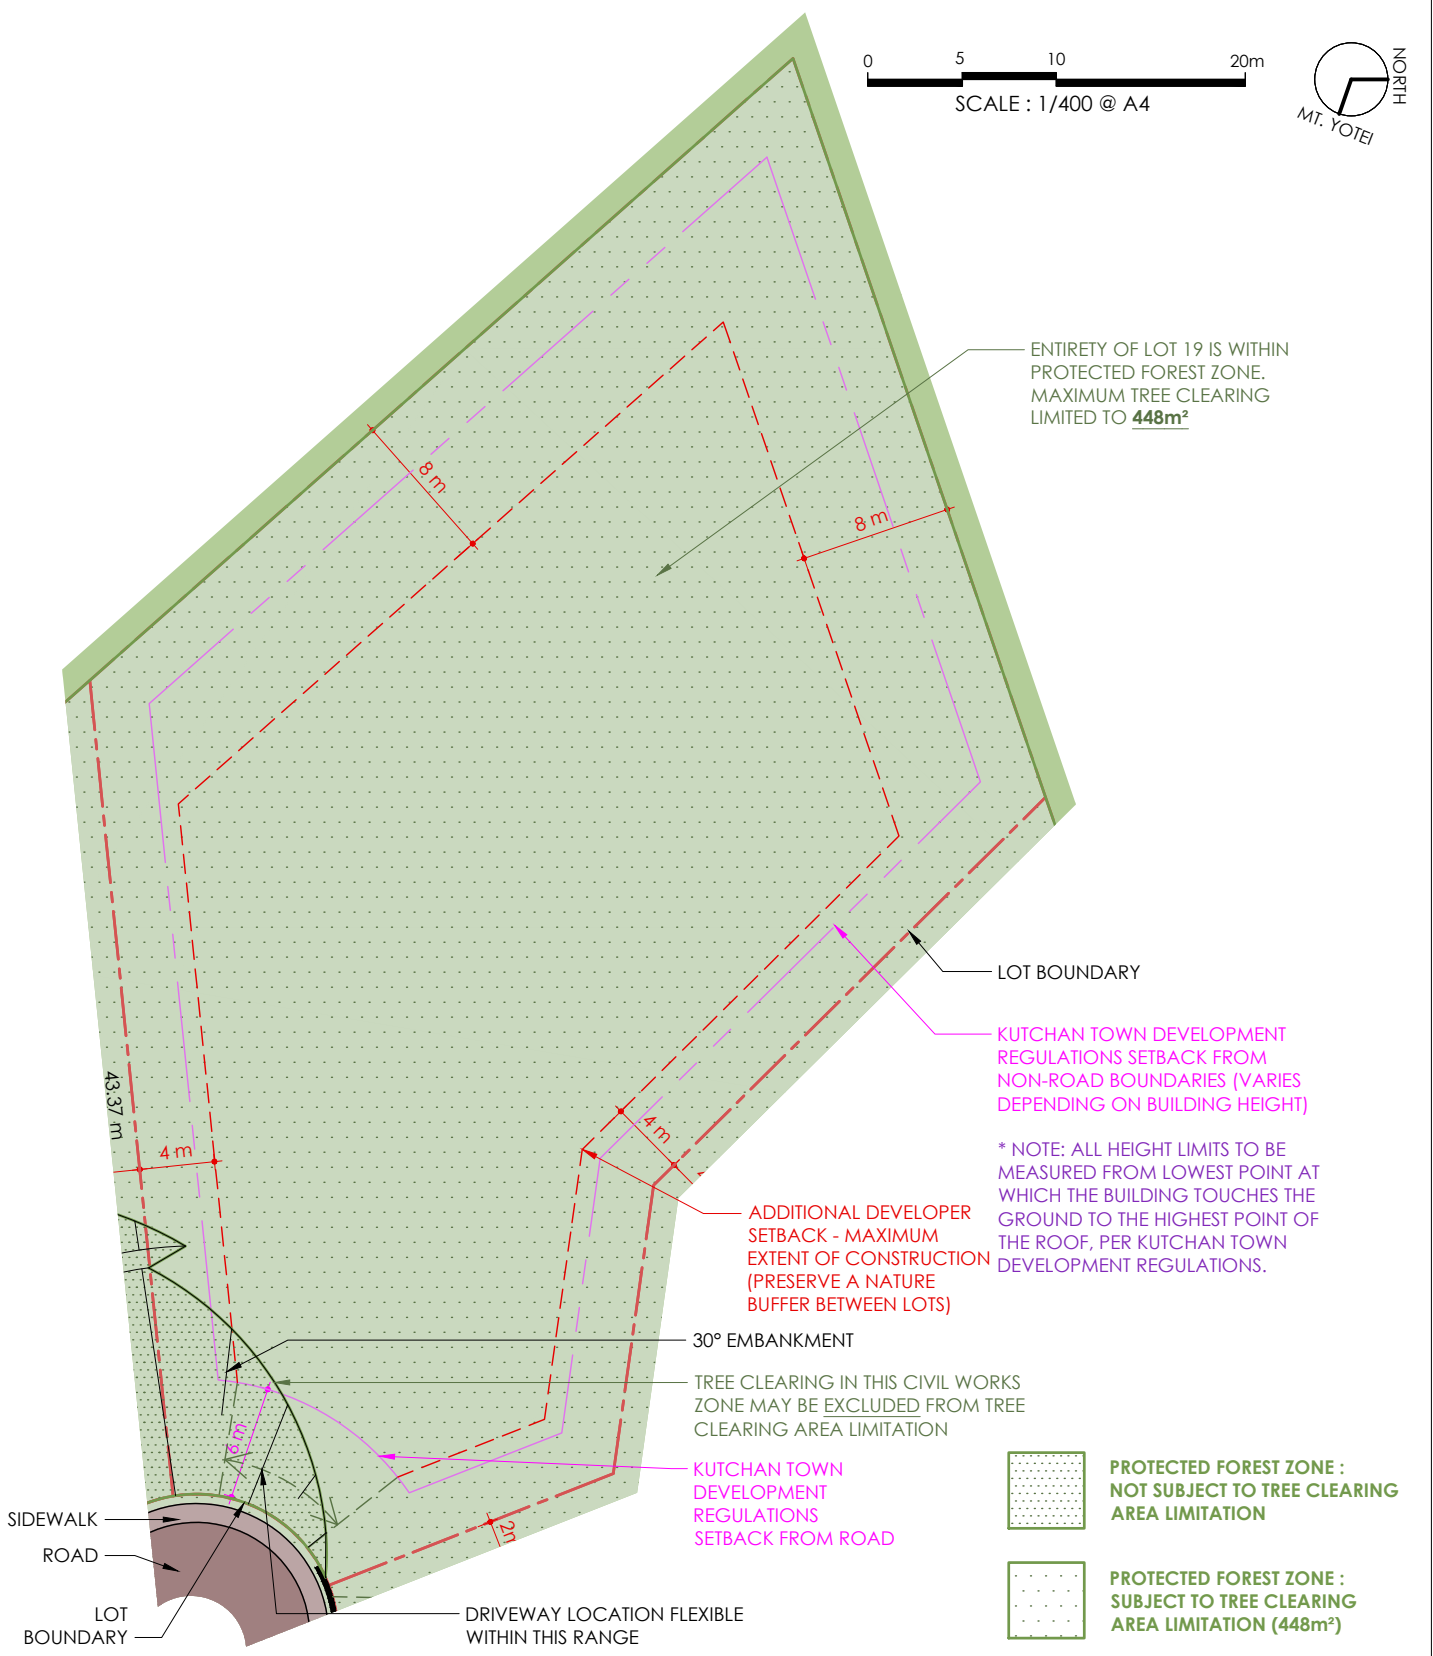 0
5
10
20m
SCALE : 1/400 @ A4
NORTH
MT. YOTEI
ENTIRETY OF LOT 19 IS WITHIN
PROTECTED FOREST ZONE.
MAXIMUM TREE CLEARING
LIMITED TO 448m²
8 m
8 m
LOT BOUNDARY
KUTCHAN TOWN DEVELOPMENT
REGULATIONS SETBACK FROM
NON-ROAD BOUNDARIES (VARIES
DEPENDING ON BUILDING HEIGHT)
43.37 m
4 m
4 m
* NOTE: ALL HEIGHT LIMITS TO BE
MEASURED FROM LOWEST POINT AT
WHICH THE BUILDING TOUCHES THE
GROUND TO THE HIGHEST POINT OF
THE ROOF, PER KUTCHAN TOWN
DEVELOPMENT REGULATIONS.
ADDITIONAL DEVELOPER
SETBACK - MAXIMUM
EXTENT OF CONSTRUCTION
(PRESERVE A NATURE
BUFFER BETWEEN LOTS)
30° EMBANKMENT
TREE CLEARING IN THIS CIVIL WORKS
ZONE MAY BE EXCLUDED FROM TREE
CLEARING AREA LIMITATION
6 m
KUTCHAN TOWN
DEVELOPMENT
REGULATIONS
SETBACK FROM ROAD
2m
PROTECTED FOREST ZONE :
NOT SUBJECT TO TREE CLEARING
AREA LIMITATION
SIDEWALK
ROAD
LOT
BOUNDARY
DRIVEWAY LOCATION FLEXIBLE
WITHIN THIS RANGE
PROTECTED FOREST ZONE :
SUBJECT TO TREE CLEARING
AREA LIMITATION (448m²)